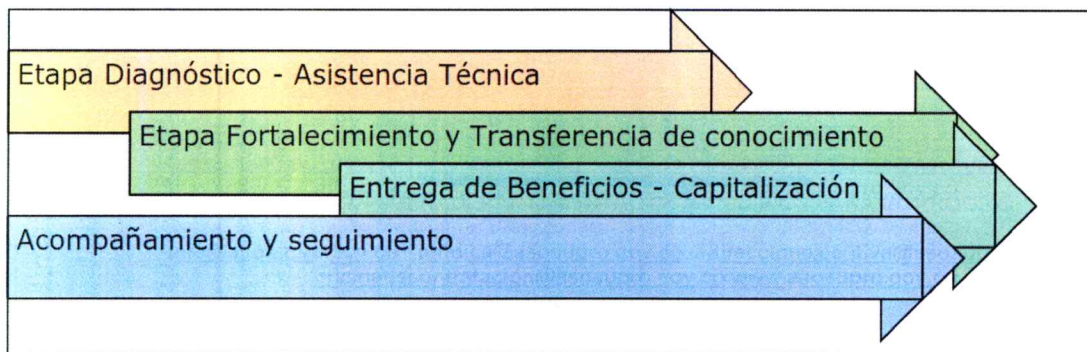 Etapa Diagnóstico - Asistencia Técnica
Etapa Fortalecimiento y Transferencia de conocimiento
Entrega de Beneficios - Capitalización
Acompañamiento y seguimiento